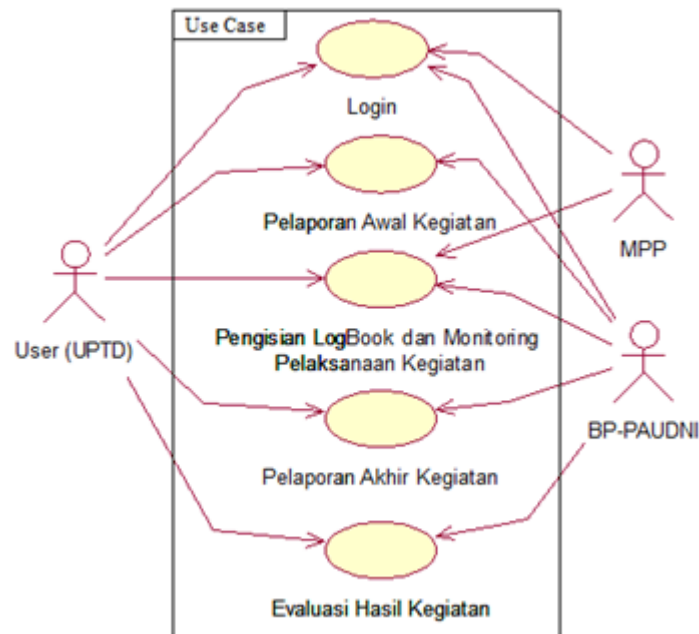 Use Case
Login
Pelaporan Awal Kegiatan
MPP
User (UPTD)
Pengisian LogBook dan Monitoring
Pelaksanaan Kegiatan
BP-PAUDNI
Pelaporan Akhir Kegiatan
Evaluasi Hasil Kegiatan